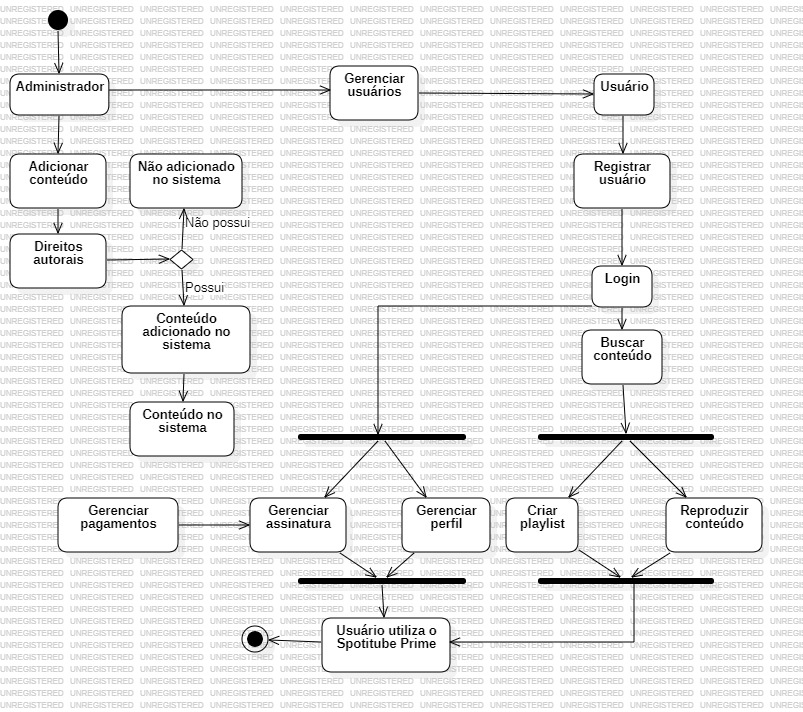 Administrador
Gerenciar
usuários
Usuário
Adicionar
conteúdo
Não adicionado
no sistema
Registrar
usuário
Não possui
Direitos
autorais
Possui
Login
Conteúdo
adicionado no
sistema
Buscar
conteúdo
Conteúdo no
sistema
Gerenciar
pagamentos
Gerenciar
assinatura
Gerenciar
perfil
Criar
playlist
Reproduzir
conteúdo
Usuário utiliza o
Spotitube Prime
UNREGISTERED